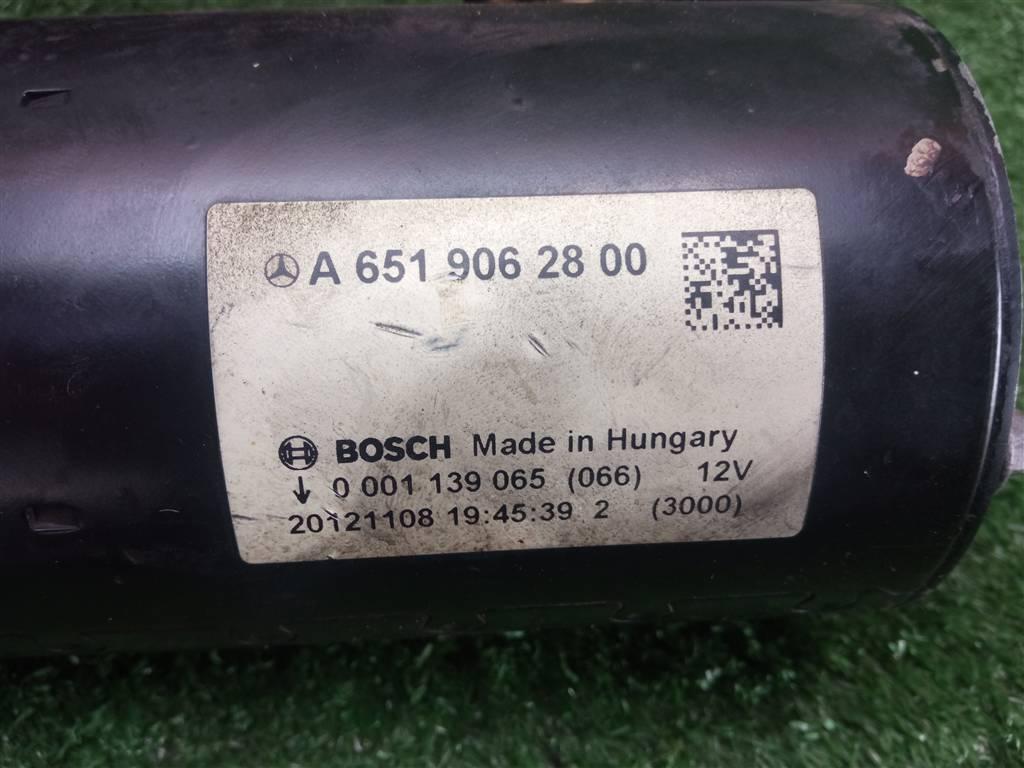 A 651 906 28 00
BOSCH Made in Hungary
↓ 0 001 139 065 (066) 12V
20121108 19:45:39 2 (3000)